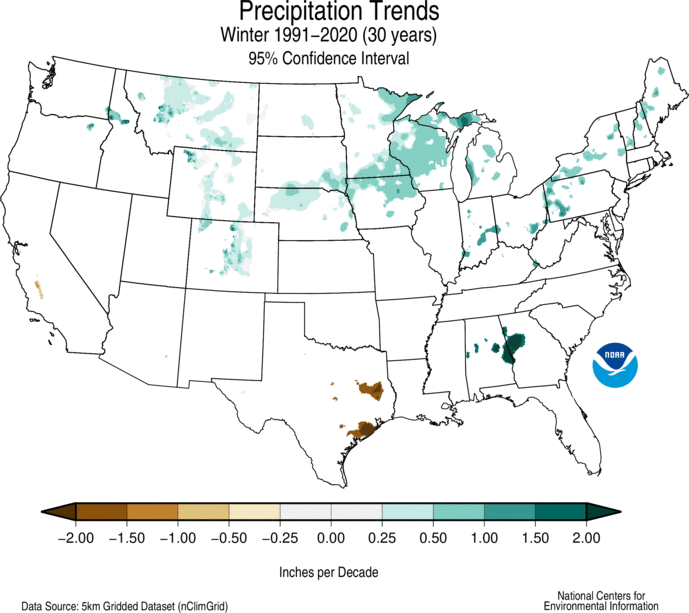 Precipitation Trends
Winter 1991–2020 (30 years)
95% Confidence Interval
NOAA
−2.00 −1.50 −1.00 −0.50 −0.25 0.00 0.25 0.50 1.00 1.50 2.00
Inches per Decade
Data Source: 5km Gridded Dataset (nClimGrid)
National Centers for
Environmental Information